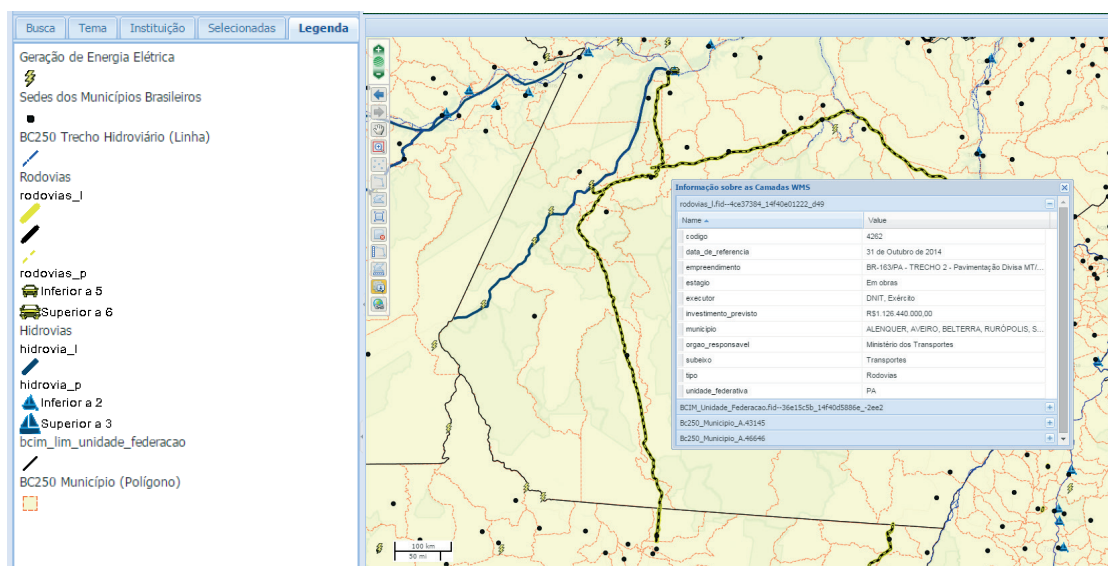 Busca Tema Instituição Selecionadas Legenda
Geração de Energia Elétrica
Sedes dos Municípios Brasileiros
BC250 Trecho Hidroviário (Linha)
Rodovias
rodovias_l
rodovias_p
Inferior a 5
Superior a 6
Hidrovias
hidrovia_l
hidrovia_p
Inferior a 2
Superior a 3
bcim_lim_unidade_federacao
BC250 Município (Polígono)
Informação sobre as Camadas WMS
rodovias_l.fid--4ce37384_14f40e01222_d49
Name Value
codigo 4262
data_de_referencia 31 de Outubro de 2014
empreendimento BR-163/PA - TRECHO 2 - Pavimentação Divisa MT/...
estagio Em obras
executor DNIT, Exército
investimento_previsto R$1.126.440.000,00
municipio ALENQUER, AVEIRO, BELTERRA, RURÓPOLIS, S...
orgao_responsavel Ministério dos Transportes
subeixo Transportes
tipo Rodovias
unidade_federativa PA
BCIM_Unidade_Federacao.fid--36e15c5b_14f40d5886e_-2ee2
Bc250_Municipio_A.43145
Bc250_Municipio_A.46646
100 km
50 mi